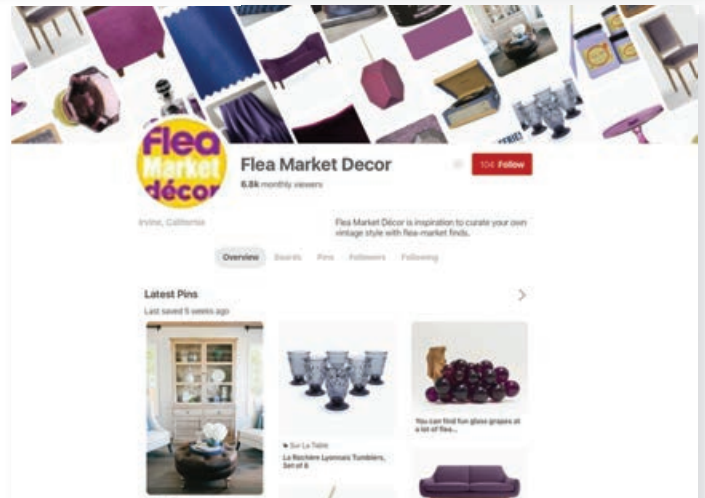 Flea
Market
décor
Flea Market Decor
6.8k monthly viewers
104 Follow
Irvine, California
Flea Market Décor is inspiration to curate your own
vintage style with flea-market finds.
Overview
Boards
Pins
Followers
Following
Latest Pins
Last saved 5 weeks ago
Sur La Table
La Rochère Lyonnais Tumblers,
Set of 6
You can find fun glass grapes at
a lot of flea...